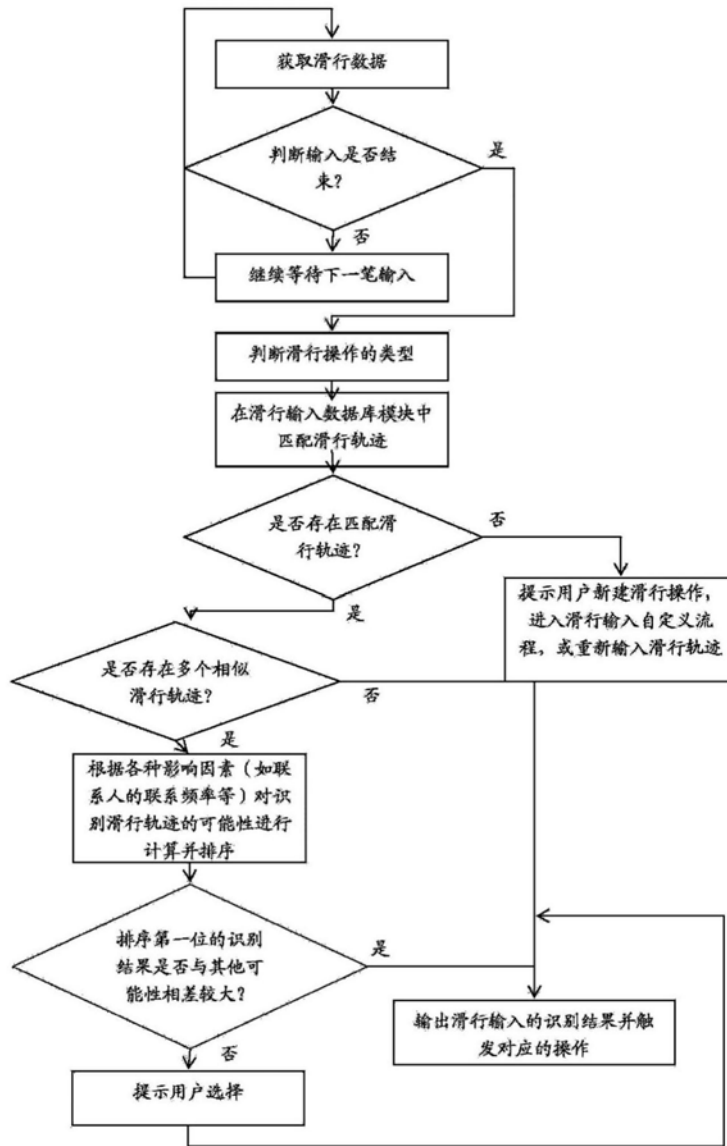 获取滑行数据
判断输入是否结
束?
是
否
继续等待下一笔输入
判断滑行操作的类型
在滑行输入数据库模块中
匹配滑行轨迹
是否存在匹配滑
行轨迹?
否
是
提示用户新建滑行操作,
进入滑行输入自定义流
程, 或重新输入滑行轨迹
是否存在多个相似
滑行轨迹?
否
是
根据各种影响因素(如联
系人的联系频率等)对识
别滑行轨迹的可能性进行
计算并排序
排序第一位的识别
结果是否与其他可
能性相差较大?
是
否
输出滑行输入的识别结果并触
发对应的操作
提示用户选择